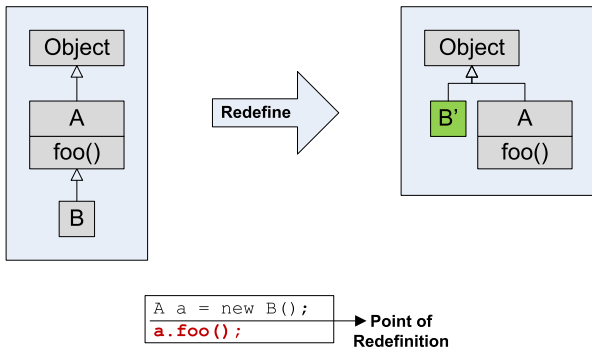 Object
A
foo()
B
Redefine
Object
B’
A
foo()
A a = new B();
a.foo();
Point of
Redefinition